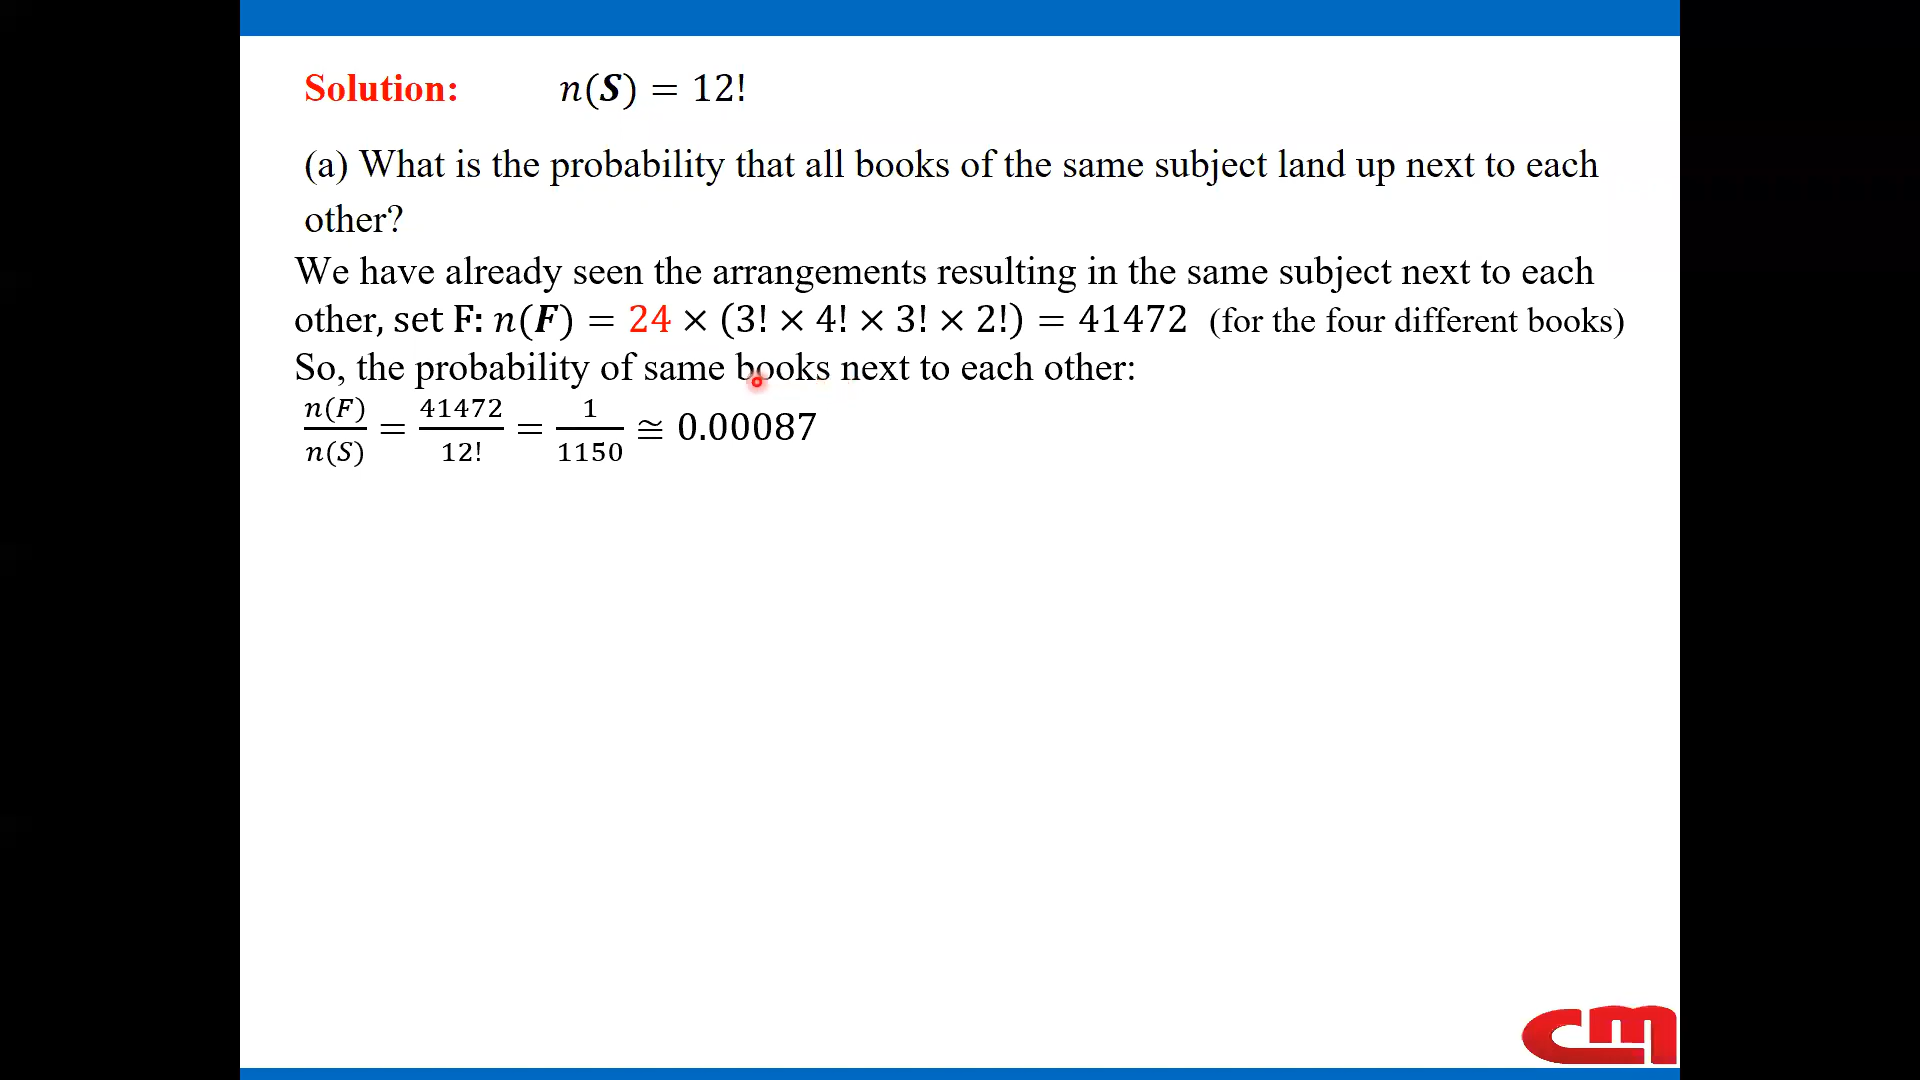 Solution: n(S) = 12!
(a) What is the probability that all books of the same subject land up next to each
other?
We have already seen the arrangements resulting in the same subject next to each
other, set F: n(F) = 24 × (3! × 4! × 3! × 2!) = 41472 (for the four different books)
So, the probability of same books next to each other:
n(F)/n(S) = 41472/12! = 1/1150 ≅ 0.00087
cm